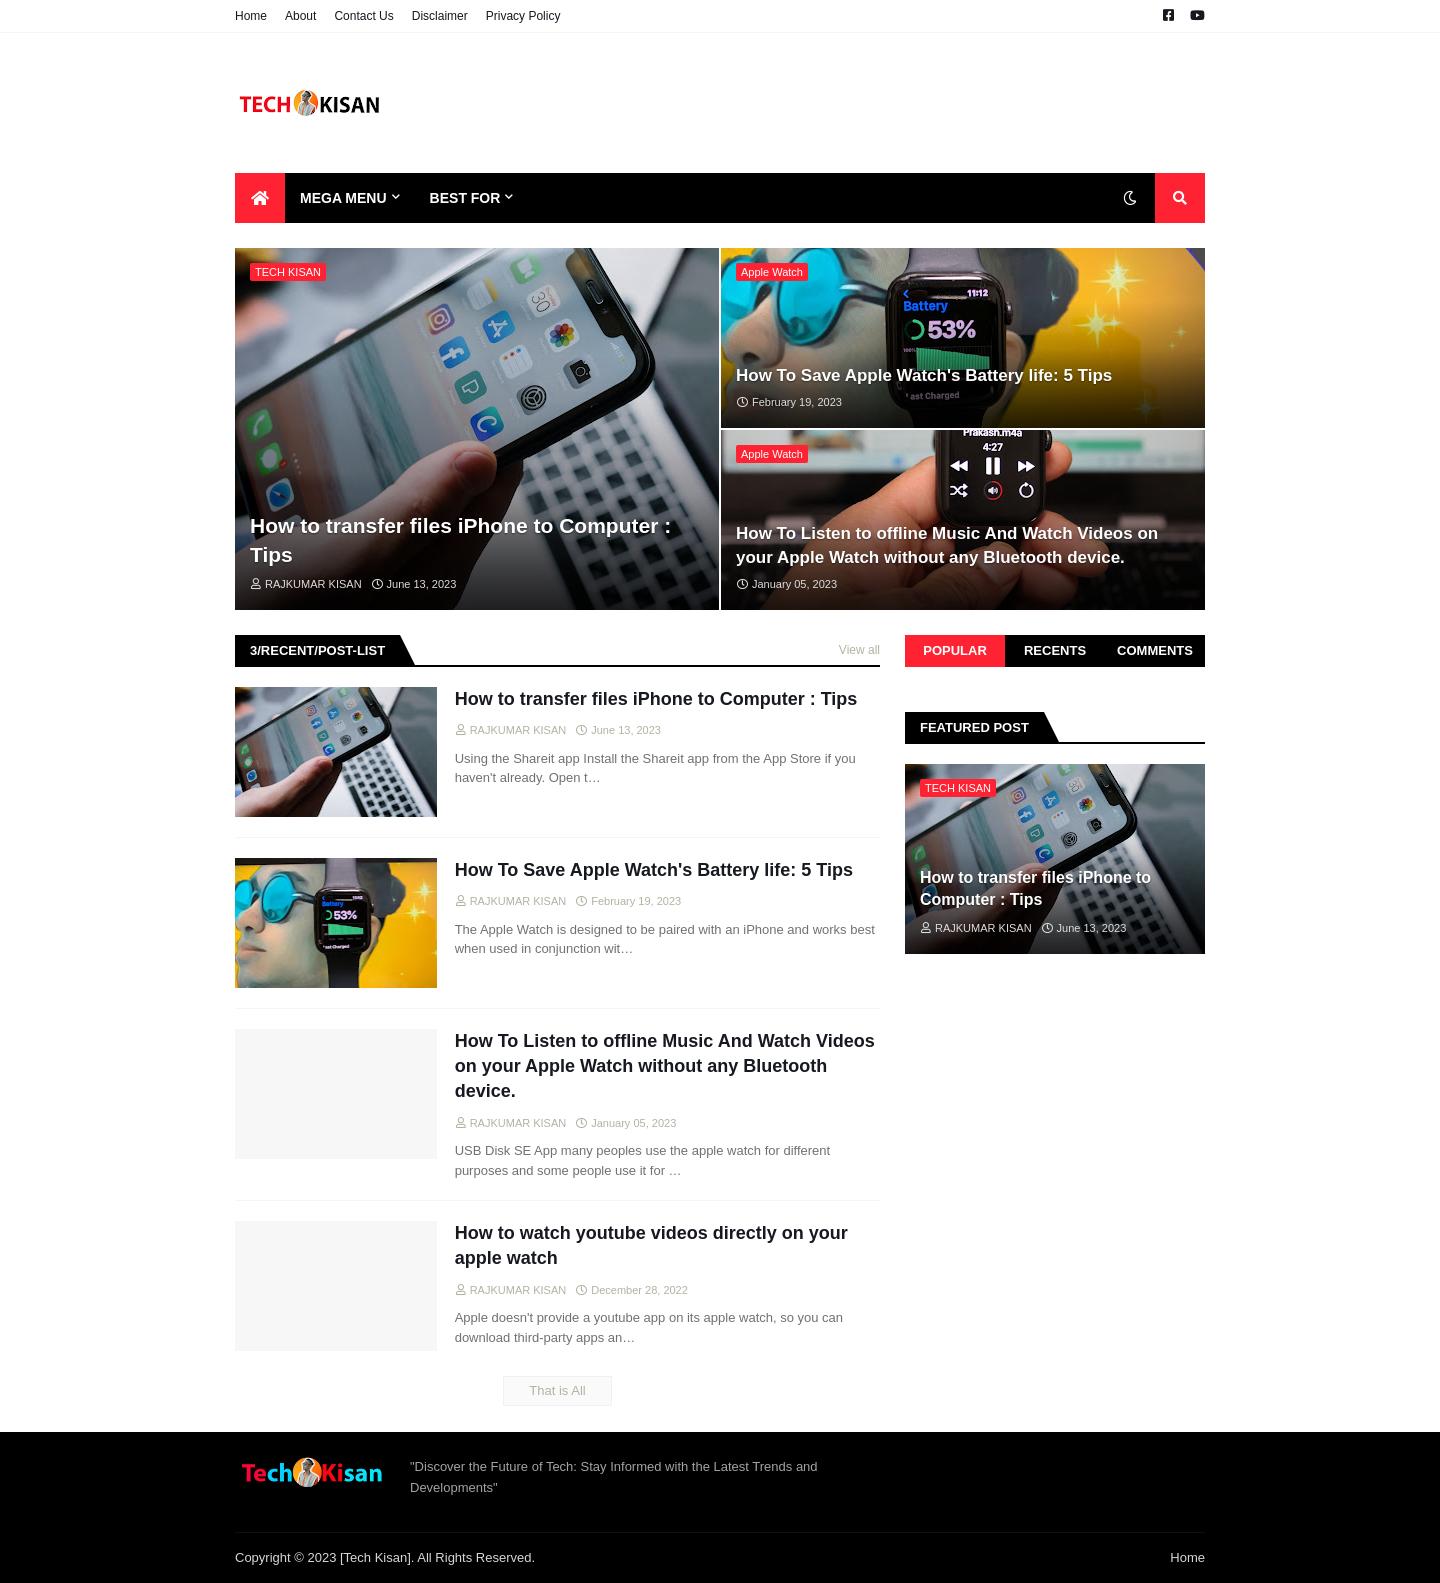 Home About Contact Us Disclaimer Privacy Policy
TECH KISAN
MEGA MENU BEST FOR
TECH KISAN
How to transfer files iPhone to Computer :
Tips
RAJKUMAR KISAN June 13, 2023
Apple Watch
11:12
Battery
53%
100%
Last Charged
How To Save Apple Watch's Battery life: 5 Tips
February 19, 2023
Apple Watch
Prakash.m4a
4:27
How To Listen to offline Music And Watch Videos on
your Apple Watch without any Bluetooth device.
January 05, 2023
3/RECENT/POST-LIST
View all
How to transfer files iPhone to Computer : Tips
RAJKUMAR KISAN June 13, 2023
Using the Shareit app Install the Shareit app from the App Store if you
haven't already. Open t…
Battery
53%
Last Charged
How To Save Apple Watch's Battery life: 5 Tips
RAJKUMAR KISAN February 19, 2023
The Apple Watch is designed to be paired with an iPhone and works best
when used in conjunction wit…
How To Listen to offline Music And Watch Videos
on your Apple Watch without any Bluetooth
device.
RAJKUMAR KISAN January 05, 2023
USB Disk SE App many peoples use the apple watch for different
purposes and some people use it for …
How to watch youtube videos directly on your
apple watch
RAJKUMAR KISAN December 28, 2022
Apple doesn't provide a youtube app on its apple watch, so you can
download third-party apps an…
That is All
POPULAR RECENTS COMMENTS
FEATURED POST
TECH KISAN
How to transfer files iPhone to
Computer : Tips
RAJKUMAR KISAN June 13, 2023
Tech Kisan
"Discover the Future of Tech: Stay Informed with the Latest Trends and
Developments"
Copyright © 2023 [Tech Kisan]. All Rights Reserved.
Home